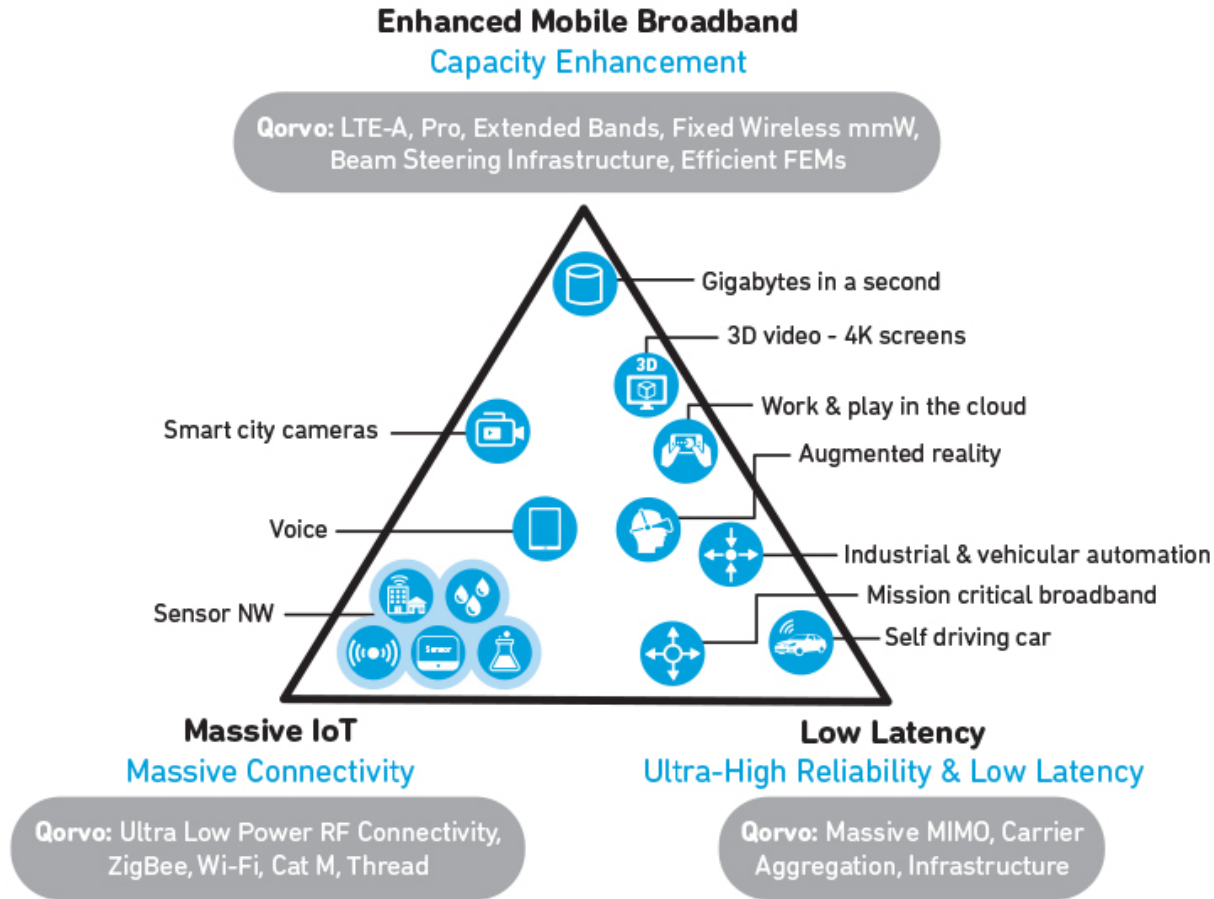 Enhanced Mobile Broadband
Capacity Enhancement
Qorvo: LTE-A, Pro, Extended Bands, Fixed Wireless mmW,
Beam Steering Infrastructure, Efficient FEMs
Gigabytes in a second
3D video - 4K screens
3D
Work & play in the cloud
Smart city cameras
Augmented reality
Voice
Industrial & vehicular automation
Mission critical broadband
Sensor NW
Self driving car
Sensor
Massive IoT
Massive Connectivity
Qorvo: Ultra Low Power RF Connectivity,
ZigBee, Wi-Fi, Cat M, Thread
Low Latency
Ultra-High Reliability & Low Latency
Qorvo: Massive MIMO, Carrier
Aggregation, Infrastructure